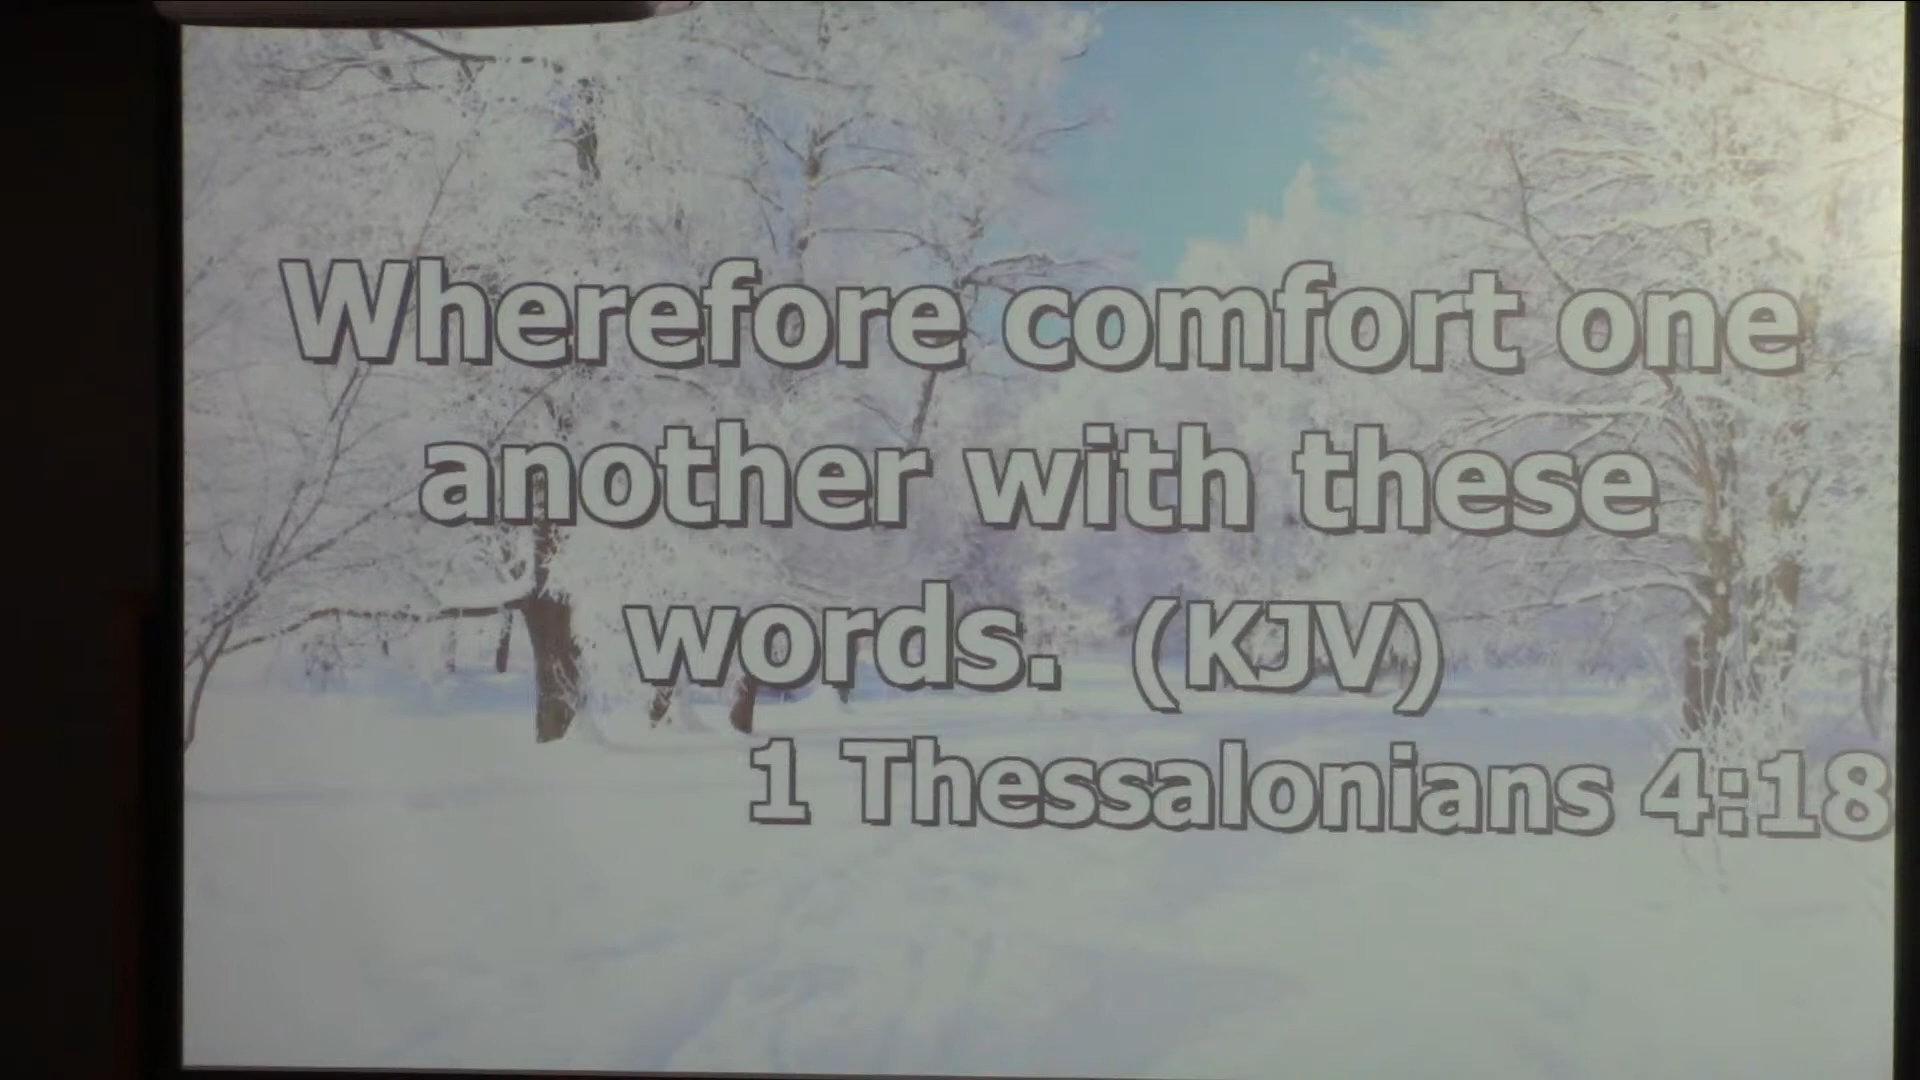 Wherefore comfort one
another with these
words. (KJV)
1 Thessalonians 4:18